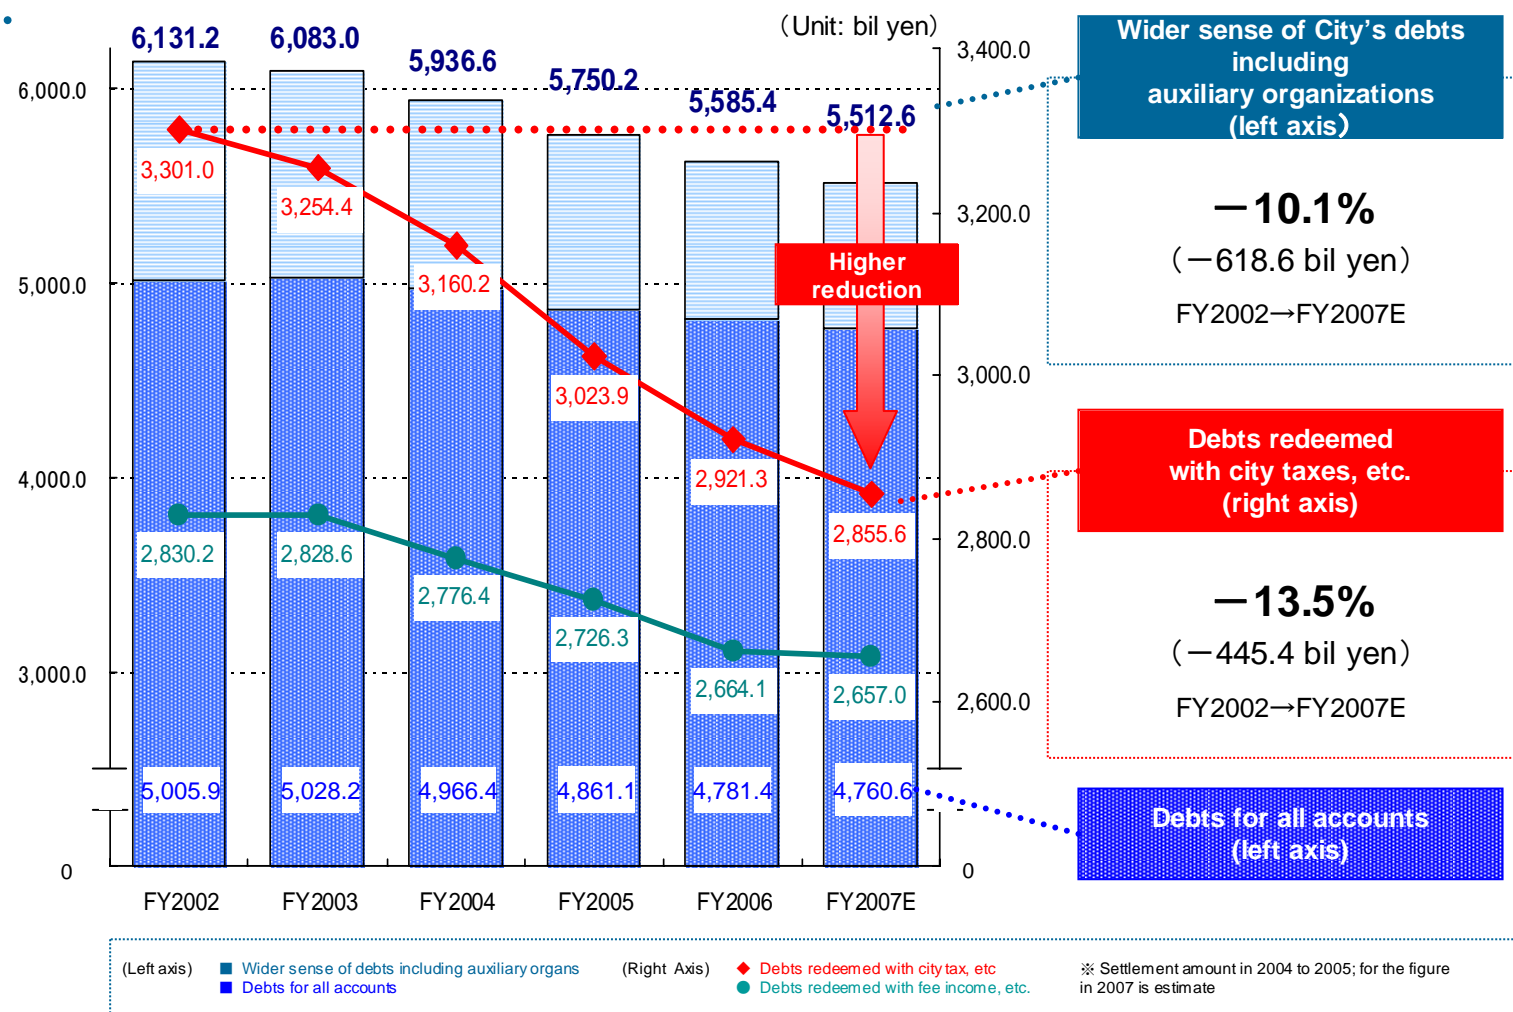 (Unit: bil yen)
6,131.2
6,083.0
5,936.6
5,750.2
5,585.4
5,512.6
6,000.0
5,000.0
4,000.0
3,000.0
0
3,400.0
3,200.0
3,000.0
2,800.0
2,600.0
0
3,301.0
3,254.4
3,160.2
3,023.9
2,921.3
2,855.6
Higher
reduction
2,830.2
2,828.6
2,776.4
2,726.3
2,664.1
2,657.0
5,005.9
5,028.2
4,966.4
4,861.1
4,781.4
4,760.6
FY2002
FY2003
FY2004
FY2005
FY2006
FY2007E
Wider sense of City's debts
including
auxiliary organizations
(left axis)
−10.1%
(−618.6 bil yen)
FY2002→FY2007E
Debts redeemed
with city taxes, etc.
(right axis)
−13.5%
(−445.4 bil yen)
FY2002→FY2007E
Debts for all accounts
(left axis)
(Left axis)
Wider sense of debts including auxiliary organs
Debts for all accounts
(Right Axis)
Debts redeemed with city tax, etc
Debts redeemed with fee income, etc.
※ Settlement amount in 2004 to 2005; for the figure
in 2007 is estimate